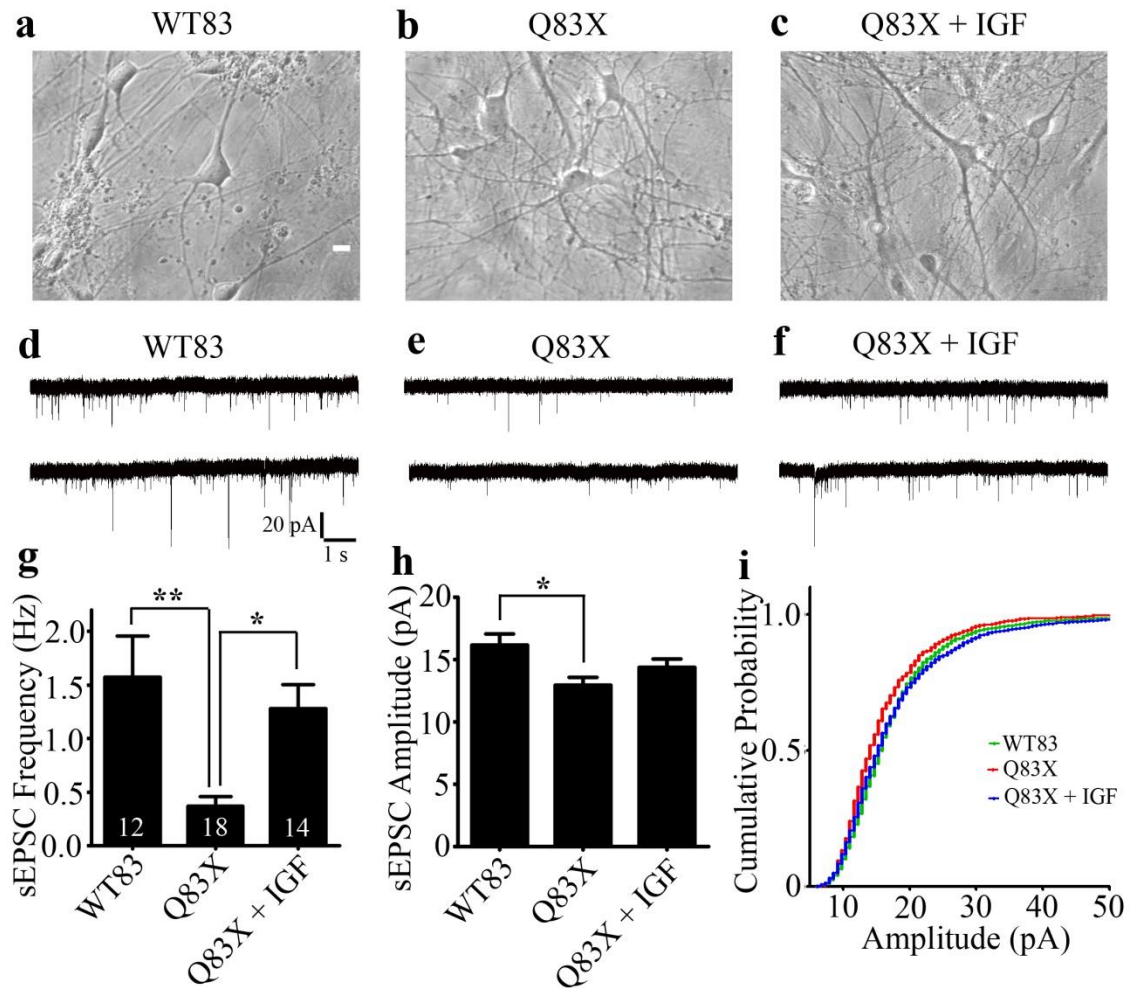 a WT83
b Q83X
c Q83X + IGF
d WT83
e Q83X
f Q83X + IGF
20 pA
1 s
g
sEPSC Frequency (Hz)
2.0
1.5
1.0
0.5
0.0
**
*
12 18 14
WT83
Q83X
Q83X + IGF
h
sEPSC Amplitude (pA)
20
15
10
5
0
*
WT83
Q83X
Q83X + IGF
i
Cumulative Probability
1.0
0.5
0
WT83
Q83X
Q83X + IGF
10 20 30 40 50
Amplitude (pA)